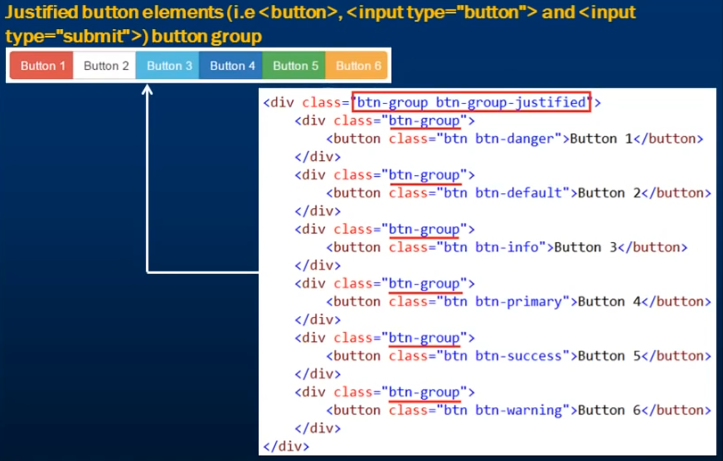 Justified button elements (i.e <button>, <input type="button"> and <input
type="submit">) button group
Button 1 Button 2 Button 3 Button 4 Button 5 Button 6
<div class="btn-group btn-group-justified">
<div class="btn-group">
<button class="btn btn-danger">Button 1</button>
</div>
<div class="btn-group">
<button class="btn btn-default">Button 2</button>
</div>
<div class="btn-group">
<button class="btn btn-info">Button 3</button>
</div>
<div class="btn-group">
<button class="btn btn-primary">Button 4</button>
</div>
<div class="btn-group">
<button class="btn btn-success">Button 5</button>
</div>
<div class="btn-group">
<button class="btn btn-warning">Button 6</button>
</div>
</div>